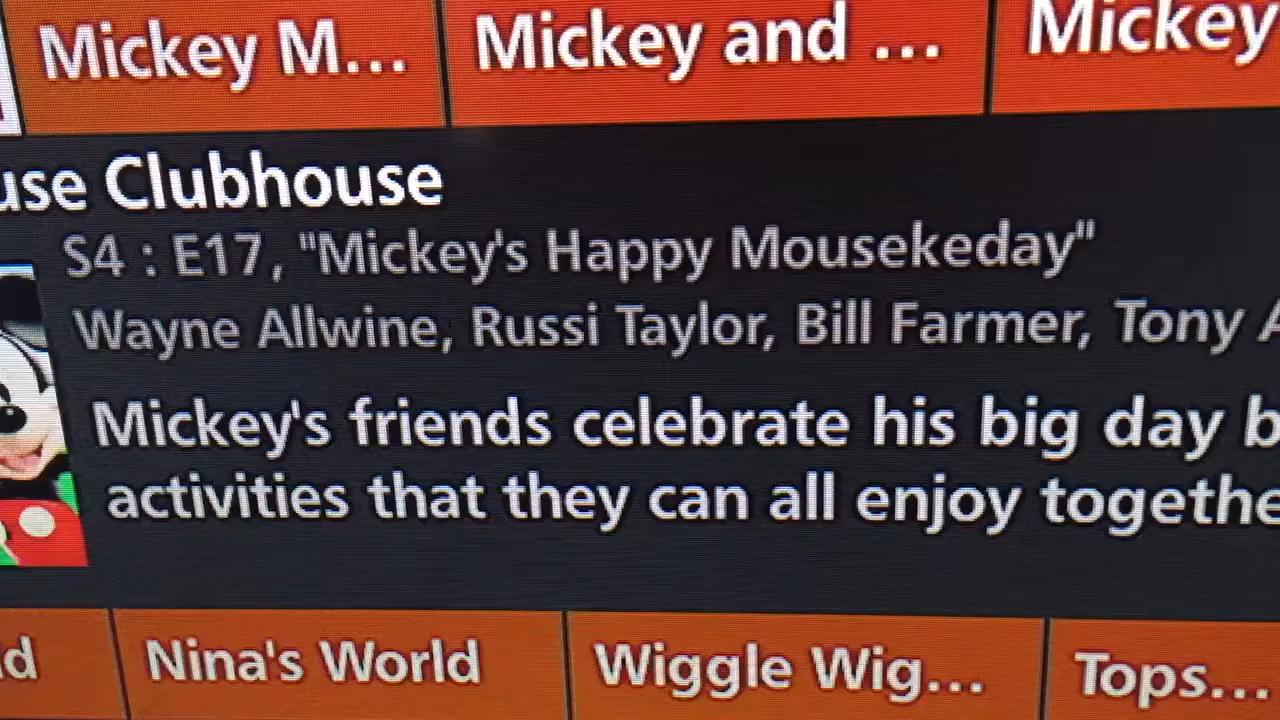 Mickey M...
Mickey and ...
Mickey
use Clubhouse
S4 : E17, "Mickey's Happy Mousekeday"
Wayne Allwine, Russi Taylor, Bill Farmer, Tony A
Mickey's friends celebrate his big day b
activities that they can all enjoy togethe
d
Nina's World
Wiggle Wig...
Tops...